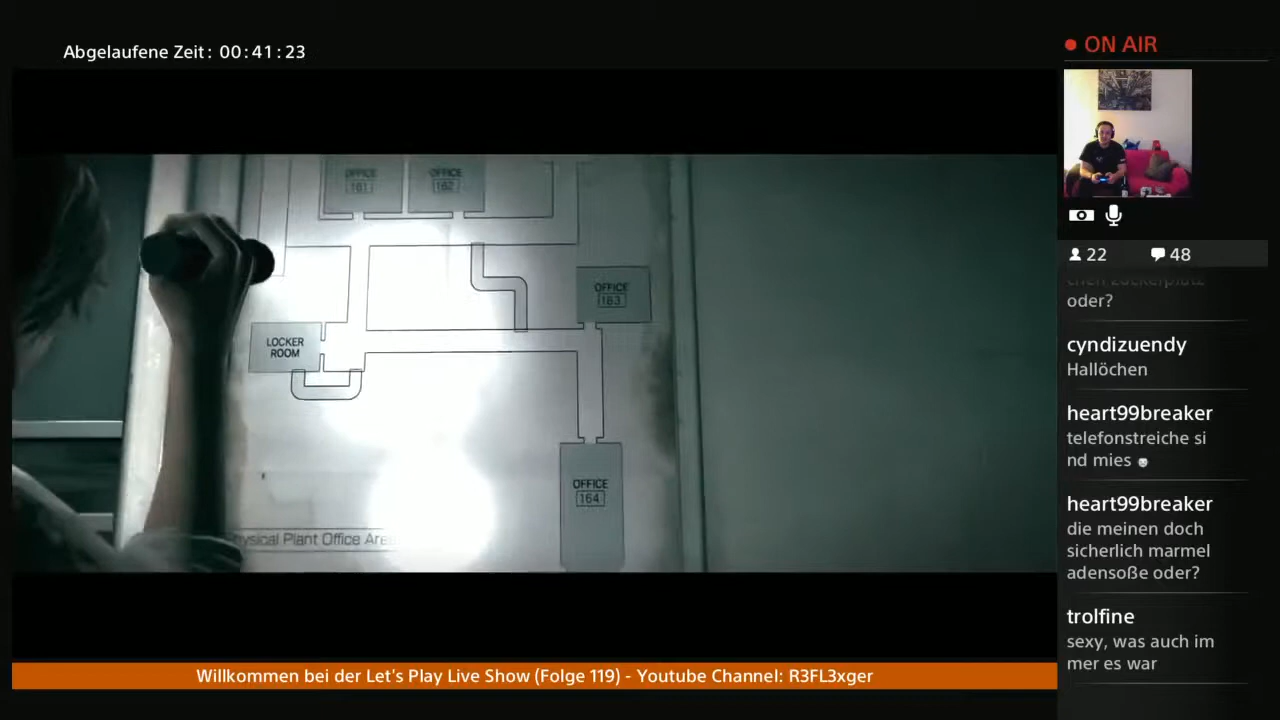 Abgelaufene Zeit: 00:41:23
ON AIR
22
48
oder?
cyndizuendy
Hallöchen
heart99breaker
telefonstreiche si
nd mies
heart99breaker
die meinen doch
sicherlich marmel
adensoße oder?
trolfine
sexy, was auch im
mer es war
OFFICE
161
OFFICE
162
OFFICE
163
LOCKER
ROOM
OFFICE
164
Plant Office
Willkommen bei der Let's Play Live Show (Folge 119) - Youtube Channel: R3FL3xger